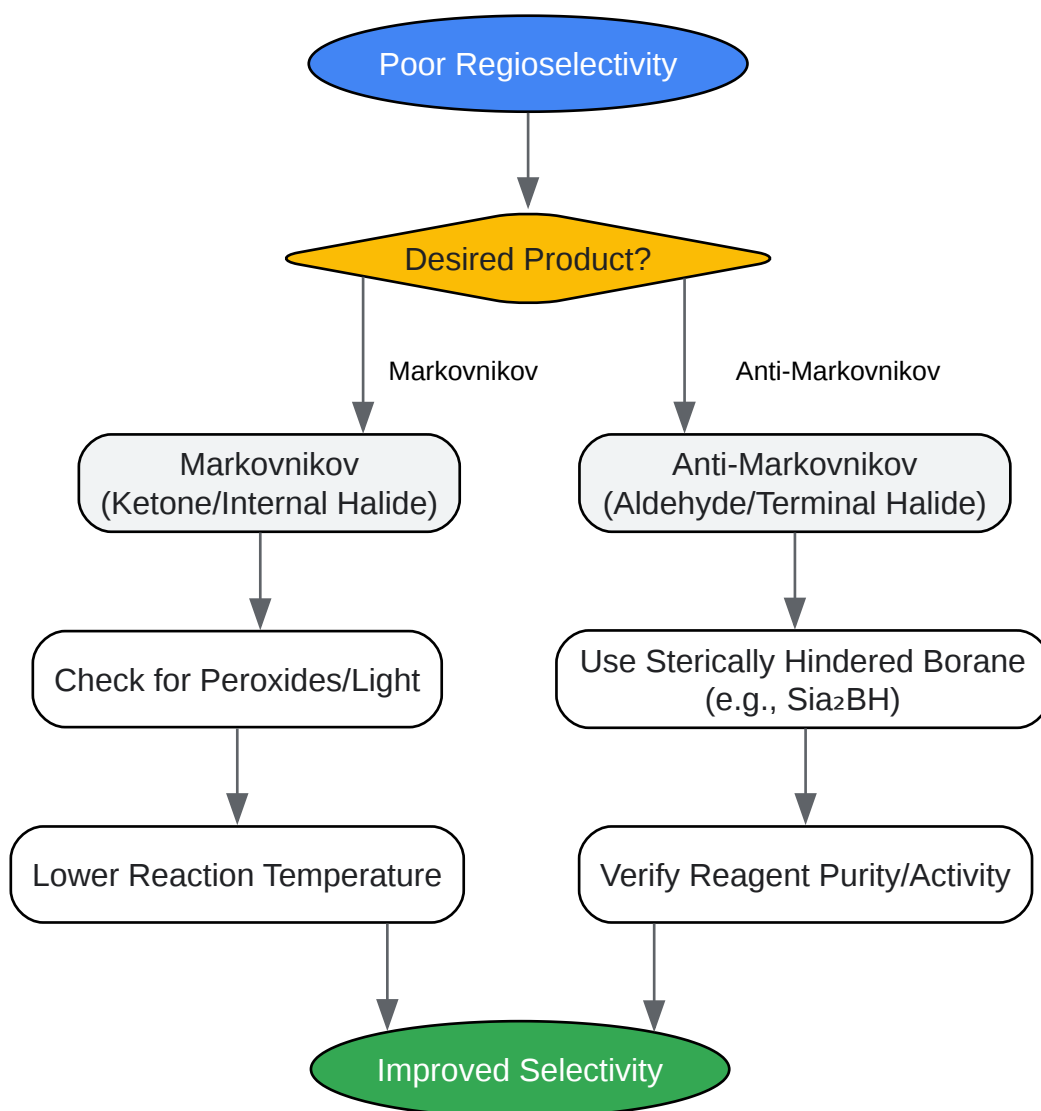 Poor Regioselectivity
Desired Product?
Markovnikov
Anti-Markovnikov
Markovnikov
(Ketone/Internal Halide)
Anti-Markovnikov
(Aldehyde/Terminal Halide)
Check for Peroxides/Light
Use Sterically Hindered Borane
(e.g., Sia₂BH)
Lower Reaction Temperature
Verify Reagent Purity/Activity
Improved Selectivity